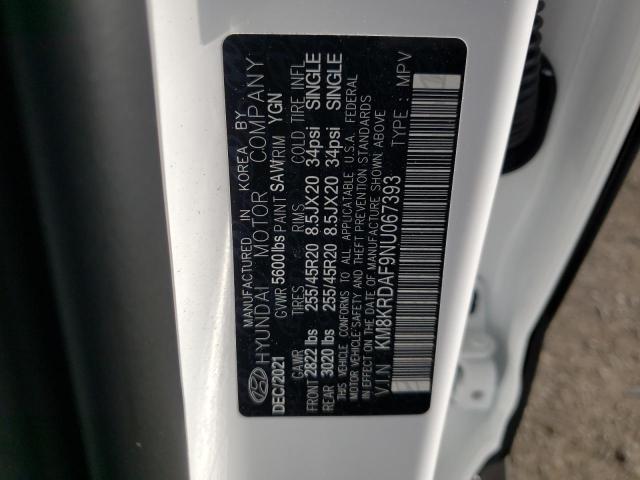 MANUFACTURED IN KOREA BY
HYUNDAI MOTOR COMPANY
DEC/2021 GVWR 5600lbs PAINT SAW TRIM YGN
GAWR TIRES RIMS COLD TIRE INFL
FRONT 2822 lbs 255/45R20 8.5JX20 34psi SINGLE
REAR 3020 lbs 255/45R20 8.5JX20 34psi SINGLE
THIS VEHICLE CONFORMS TO ALL APPLICABLE U.S.A. FEDERAL
MOTOR VEHICLE SAFETY AND THEFT PREVENTION STANDARDS
IN EFFECT ON THE DATE OF MANUFACTURE SHOWN ABOVE
V.I.N KM8KRDAF9NU067393 TYPE : MPV